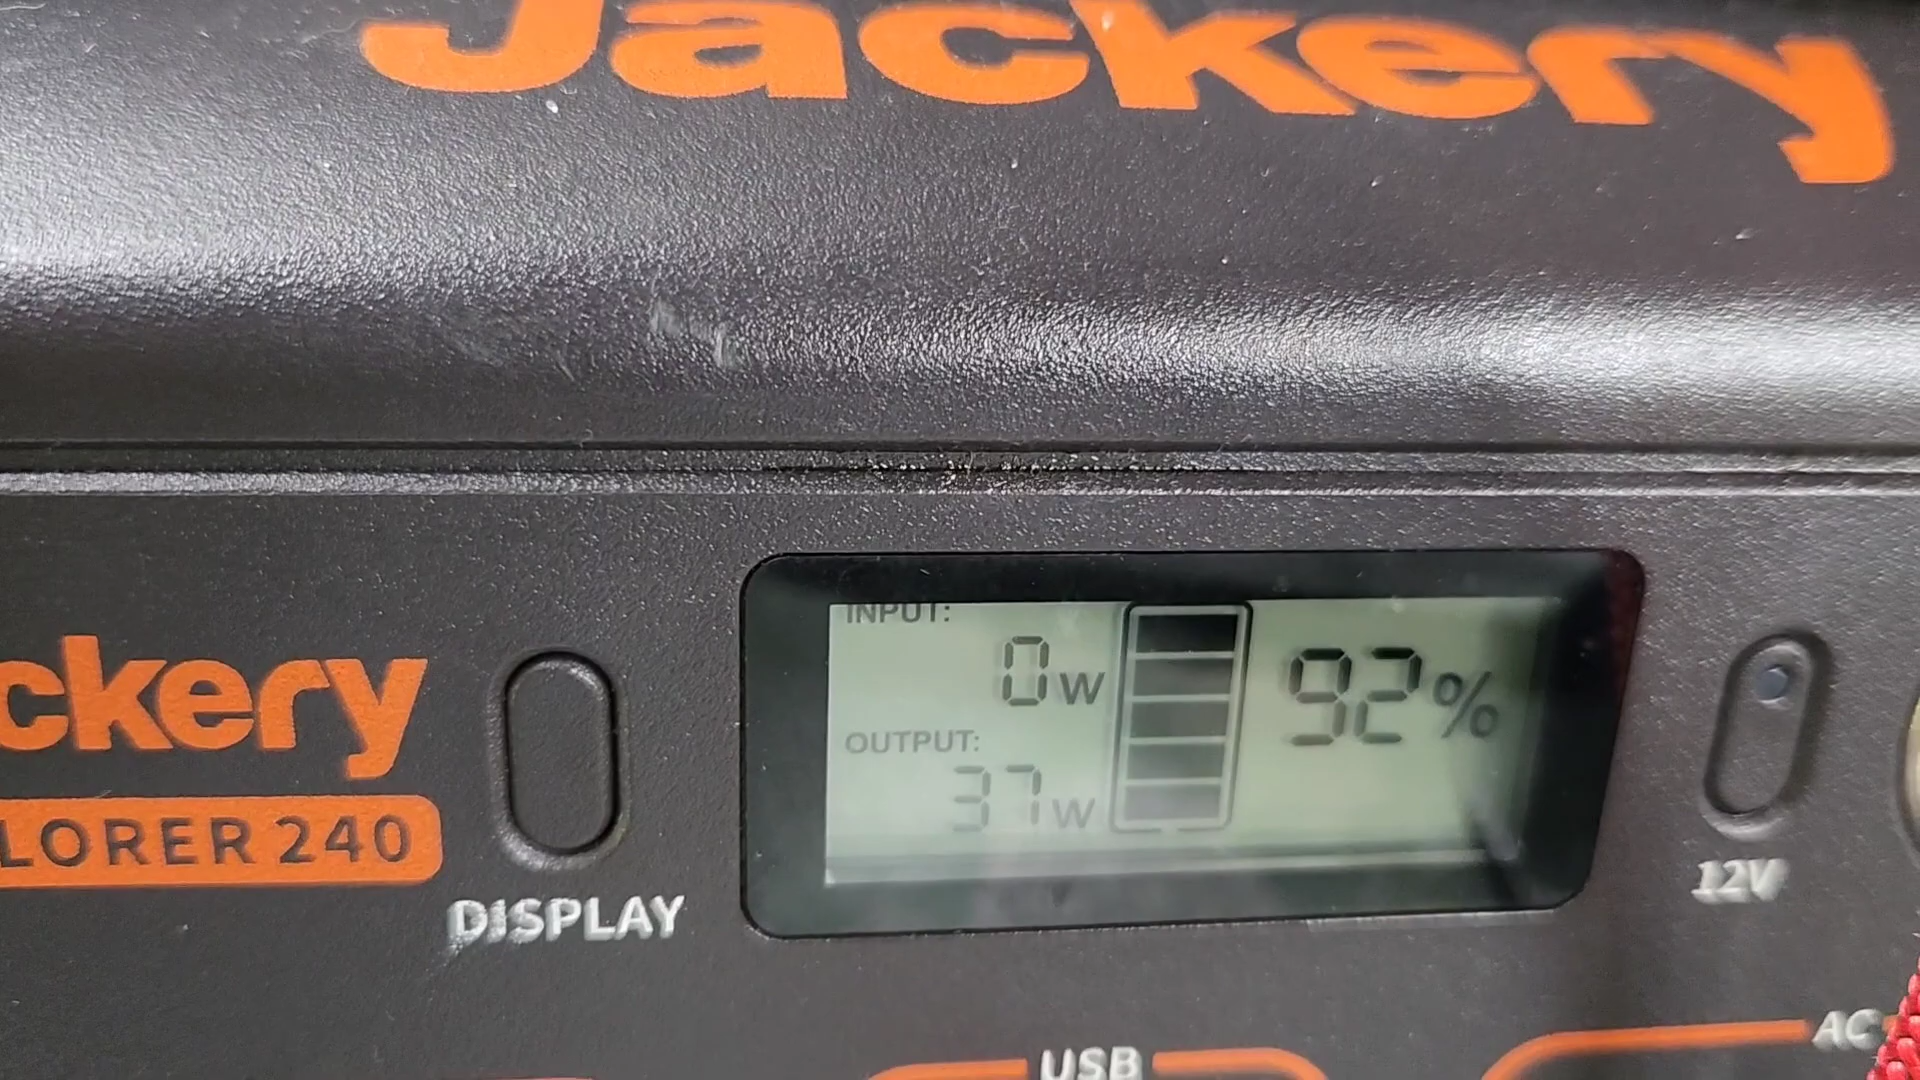 Jackery
ckery
LORER 240
DISPLAY
INPUT:
0W
OUTPUT:
37W
92%
12V
USB
AC